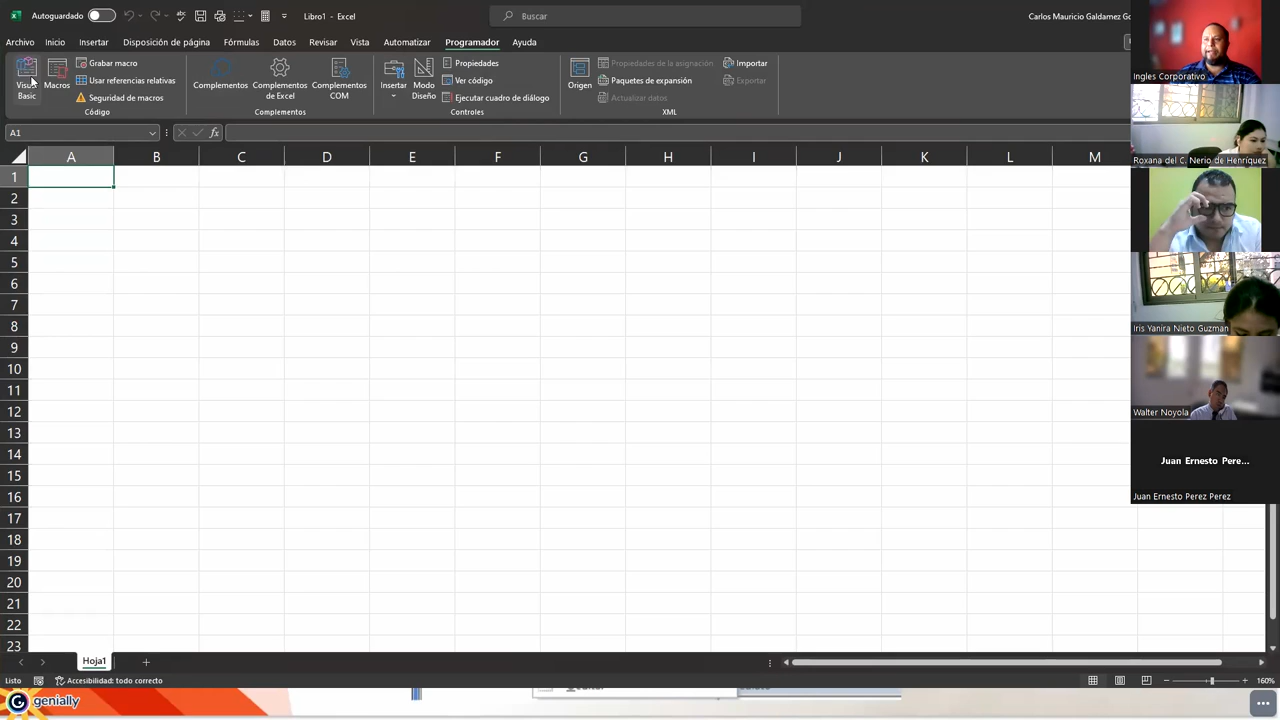 Autoguardado
Libro1 - Excel
Buscar
Carlos Mauricio Galdamez Go
Archivo Inicio Insertar Disposición de página Fórmulas Datos Revisar Vista Automatizar Programador Ayuda
Visual Basic
Macros
Grabar macro
Usar referencias relativas
Seguridad de macros
Código
Complementos
Complementos de Excel
Complementos COM
Complementos
Insertar
Modo Diseño
Propiedades
Ver código
Ejecutar cuadro de diálogo
Controles
Origen
Propiedades de la asignación
Paquetes de expansión
Actualizar datos
Importar
Exportar
XML
A1
fx
A B C D E F G H I J K L M
1
2
3
4
5
6
7
8
9
10
11
12
13
14
15
16
17
18
19
20
21
22
23
Ingles Corporativo
Roxana del C. Nerio de Henríquez
Iris Yanira Nieto Guzman
Walter Noyola
Juan Ernesto Pere...
Juan Ernesto Perez Perez
Hoja1
Listo
Accesibilidad: todo correcto
160%
genially